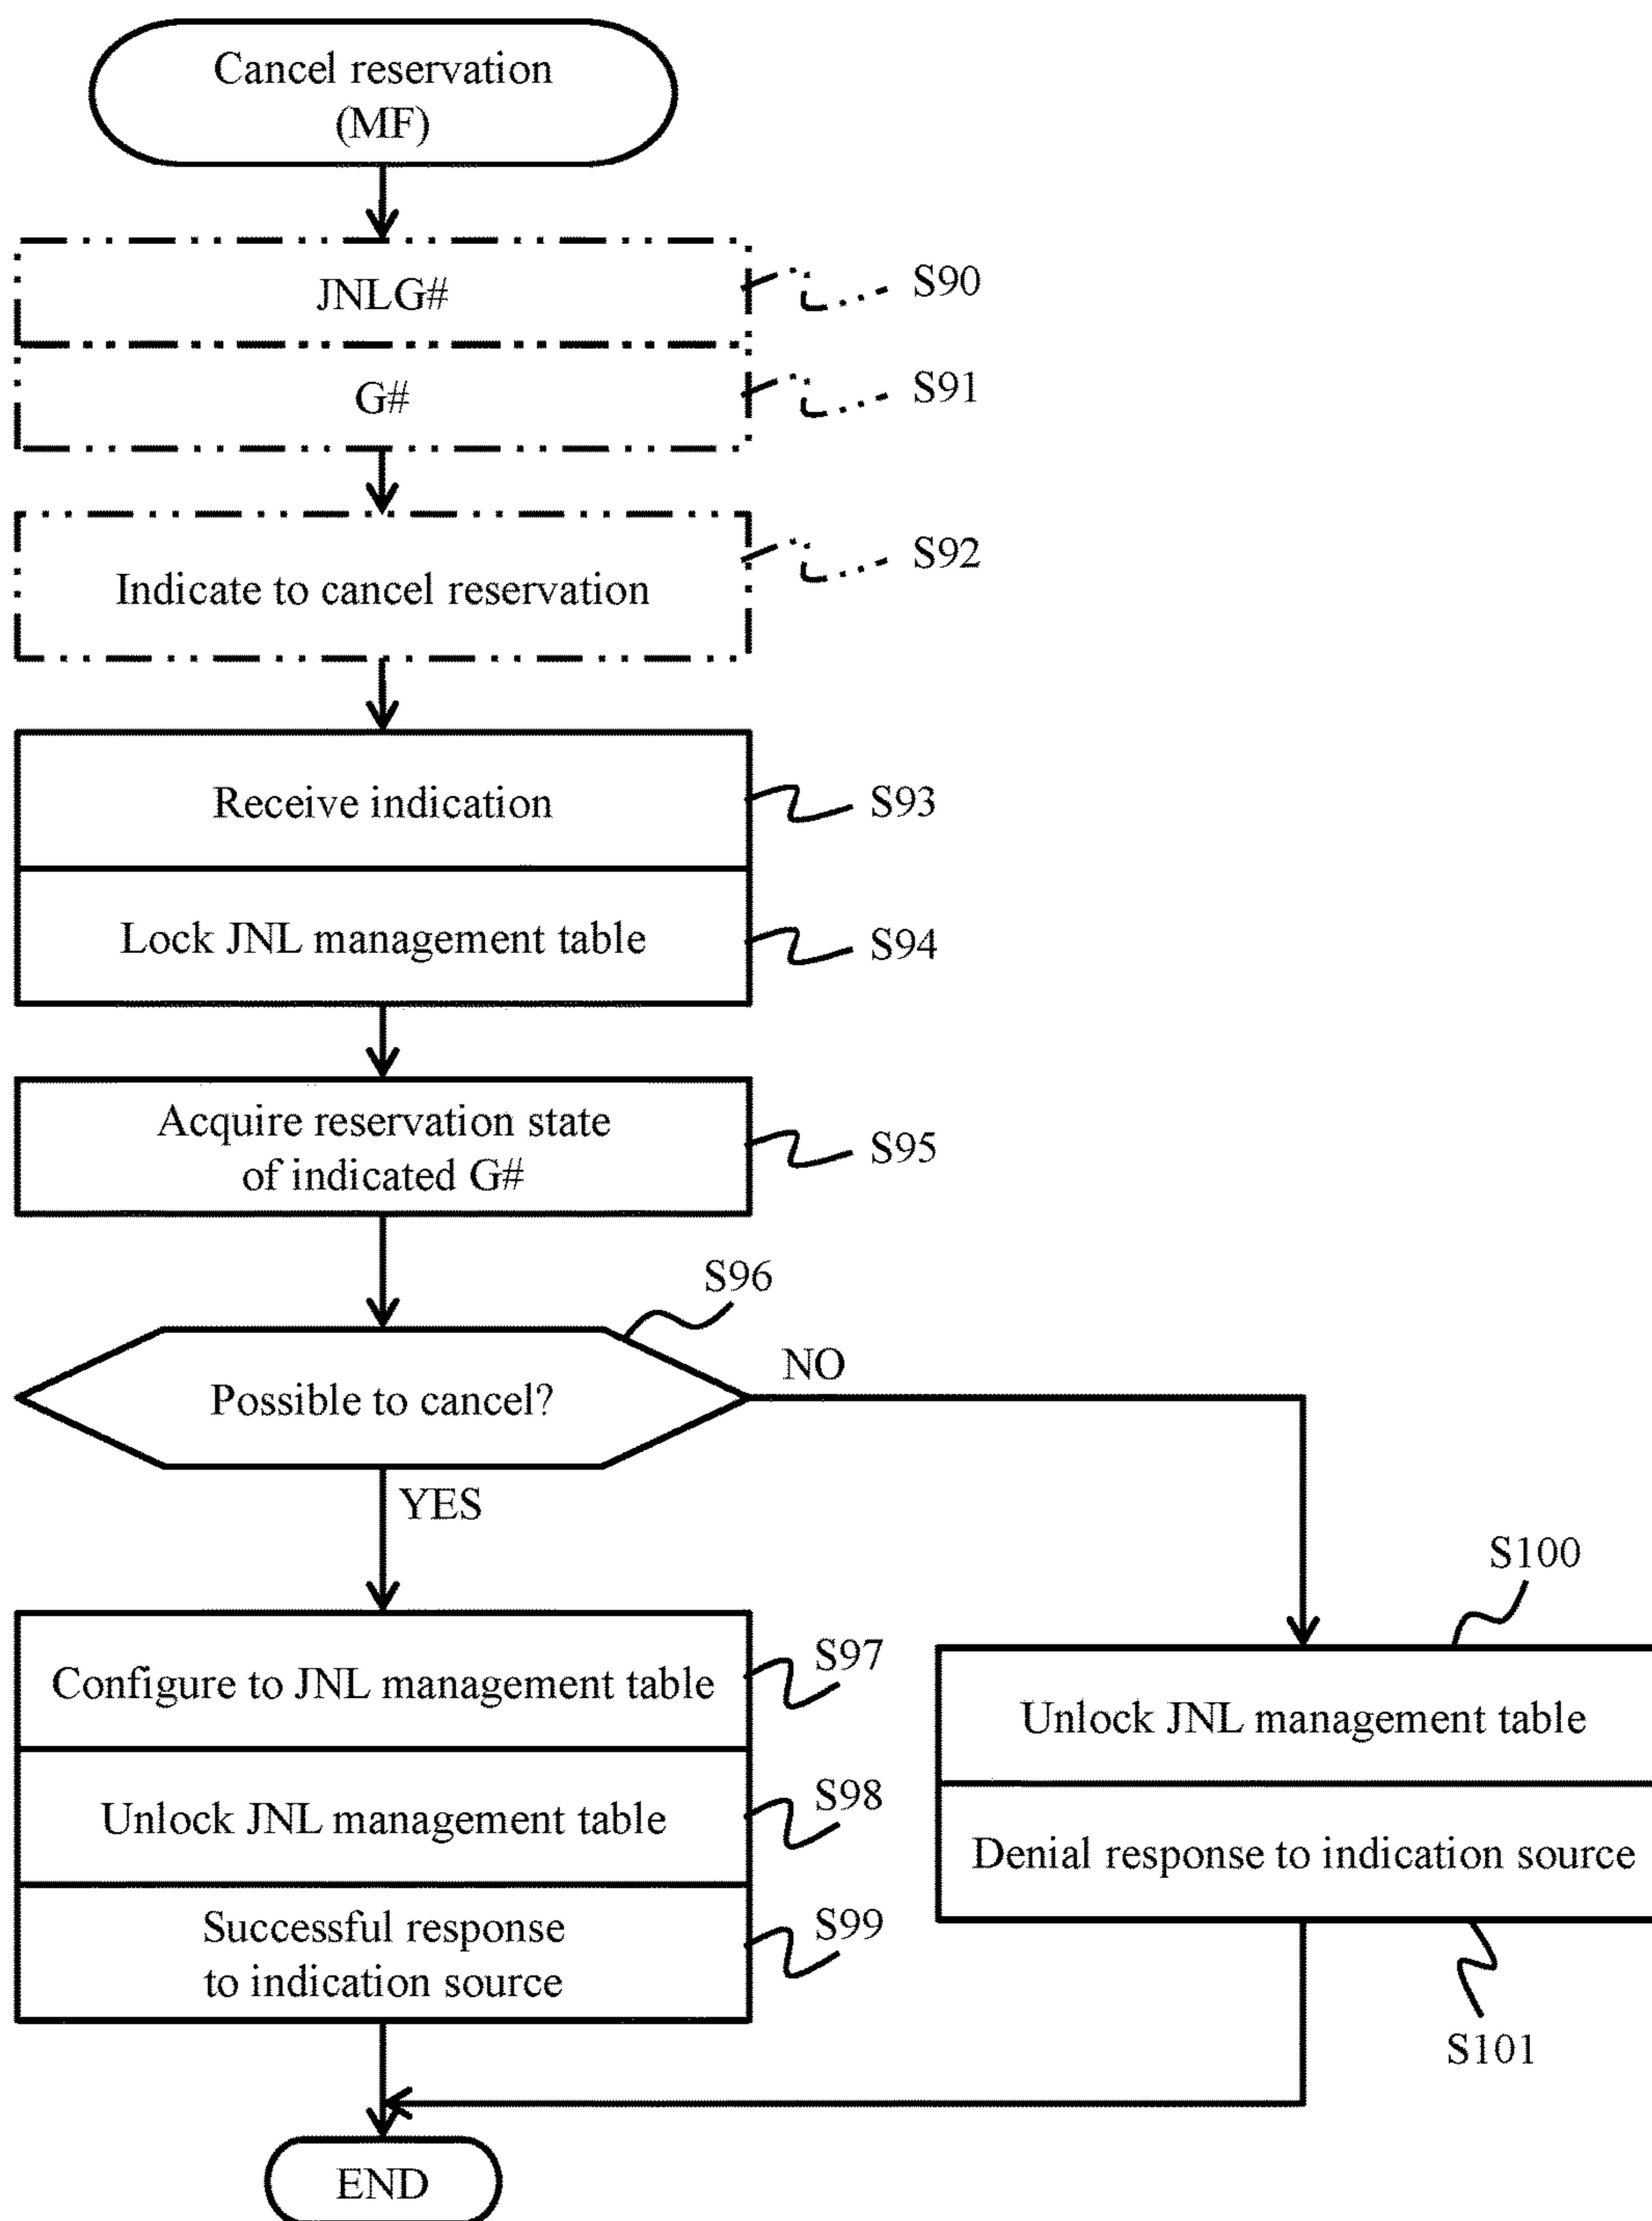 Cancel reservation
(MF)
JNLG#
S90
G#
S91
Indicate to cancel reservation
S92
Receive indication
S93
Lock JNL management table
S94
Acquire reservation state
of indicated G#
S95
S96
Possible to cancel?
NO
YES
Configure to JNL management table
S97
Unlock JNL management table
S98
Successful response
to indication source
S99
S100
Unlock JNL management table
Denial response to indication source
S101
END